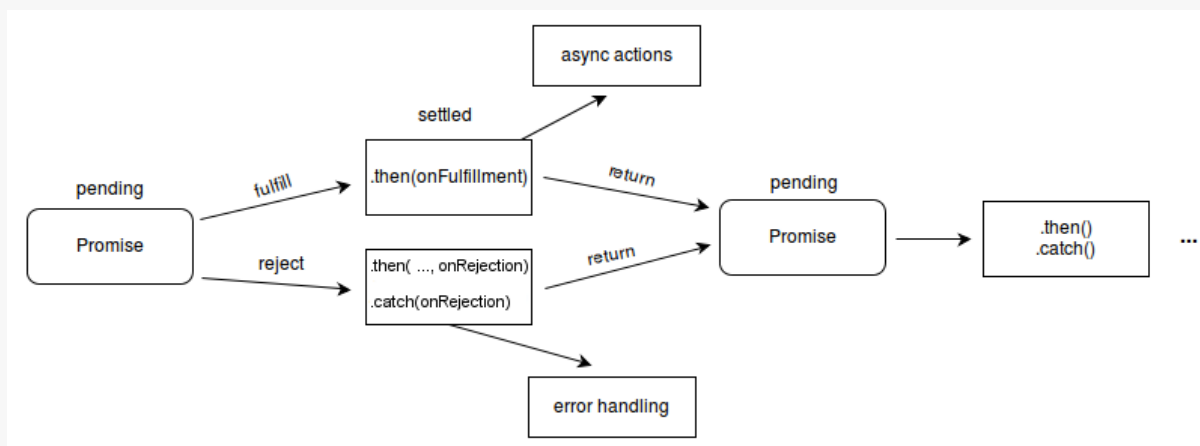 async actions
settled
.then(onFulfillment)
return
pending
fulfill
pending
Promise
Promise
.then()
.catch()
...
reject
.then( ..., onRejection)
.catch(onRejection)
return
error handling